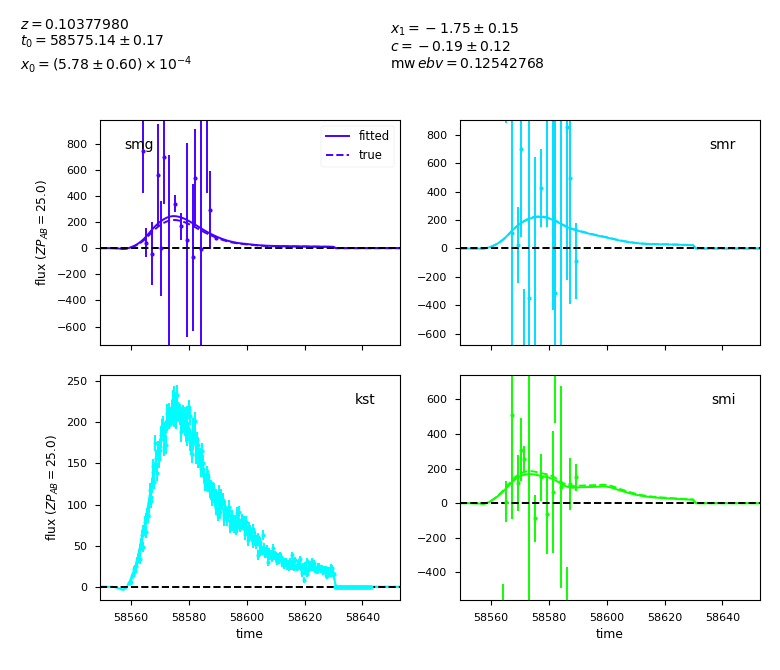 z = 0.10377980
t₀ = 58575.14 ± 0.17
x₀ = (5.78 ± 0.60) × 10⁻⁴
x₁ = −1.75 ± 0.15
c = −0.19 ± 0.12
mw ebv = 0.12542768
smg
fitted
true
800
600
400
200
0
−200
−400
−600
flux (ZP_AB = 25.0)
smr
800
600
400
200
0
−200
−400
−600
kst
250
200
150
100
50
0
flux (ZP_AB = 25.0)
58560 58580 58600 58620 58640
time
smi
600
400
200
0
−200
−400
58560 58580 58600 58620 58640
time